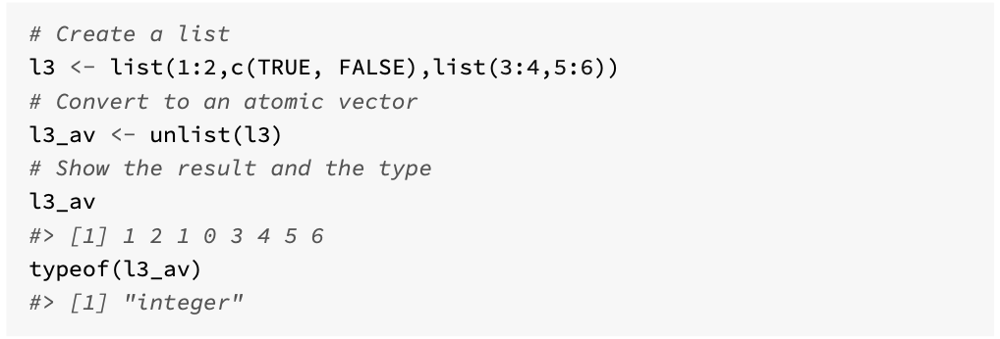 # Create a list
l3 <- list(1:2,c(TRUE, FALSE),list(3:4,5:6))
# Convert to an atomic vector
l3_av <- unlist(l3)
# Show the result and the type
l3_av
#> [1] 1 2 1 0 3 4 5 6
typeof(l3_av)
#> [1] "integer"